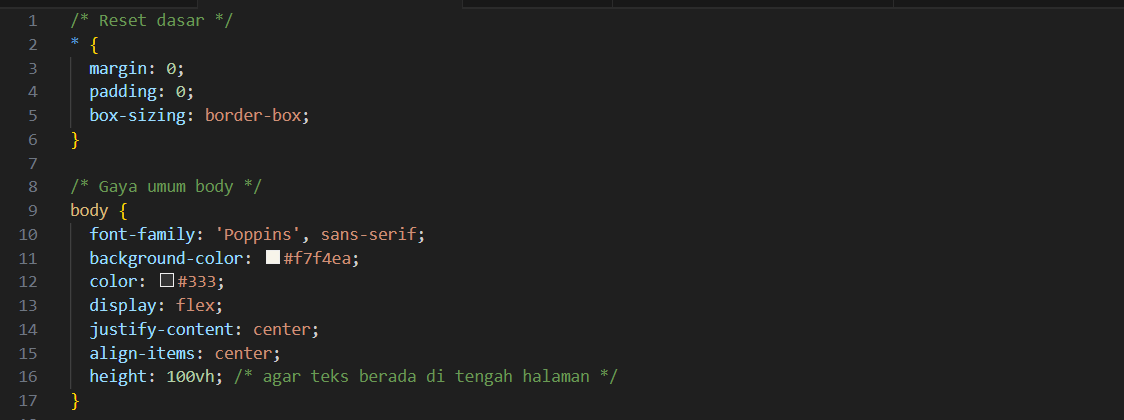 1 /* Reset dasar */
2 * {
3 margin: 0;
4 padding: 0;
5 box-sizing: border-box;
6 }
7
8 /* Gaya umum body */
9 body {
10 font-family: 'Poppins', sans-serif;
11 background-color: #f7f4ea;
12 color: #333;
13 display: flex;
14 justify-content: center;
15 align-items: center;
16 height: 100vh; /* agar teks berada di tengah halaman */
17 }